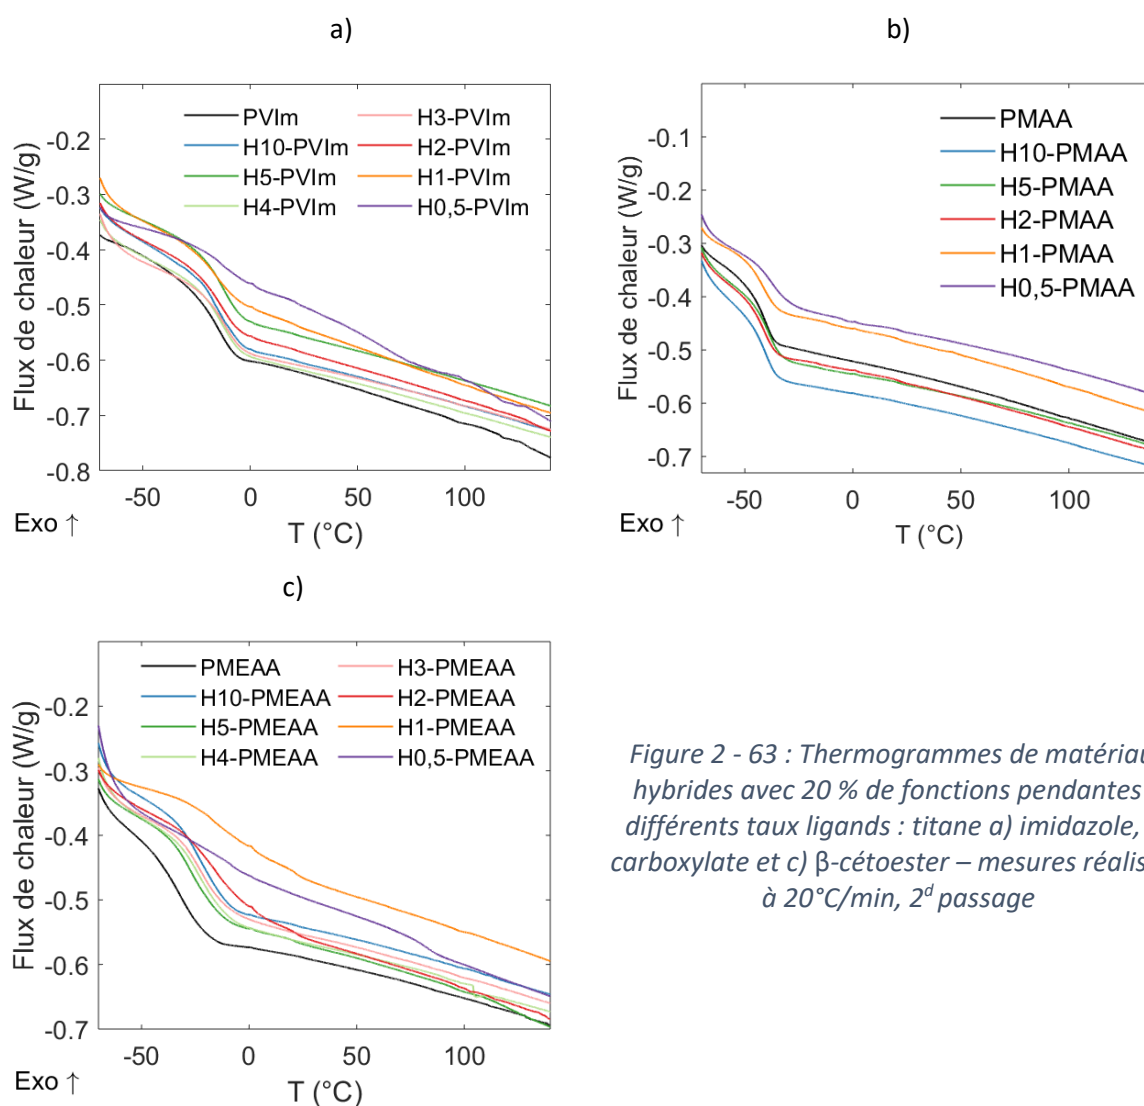 a)
PVIm
H10-PVIm
H5-PVIm
H4-PVIm
H3-PVIm
H2-PVIm
H1-PVIm
H0,5-PVIm
Flux de chaleur (W/g)
-0.2
-0.3
-0.4
-0.5
-0.6
-0.7
-0.8
-50 0 50 100
Exo ↑
T (°C)
b)
PMAA
H10-PMAA
H5-PMAA
H2-PMAA
H1-PMAA
H0,5-PMAA
Flux de chaleur (W/g)
-0.1
-0.2
-0.3
-0.4
-0.5
-0.6
-0.7
-50 0 50 100
Exo ↑
T (°C)
c)
PMEAA
H10-PMEAA
H5-PMEAA
H4-PMEAA
H3-PMEAA
H2-PMEAA
H1-PMEAA
H0,5-PMEAA
Flux de chaleur (W/g)
-0.2
-0.3
-0.4
-0.5
-0.6
-0.7
-50 0 50 100
Exo ↑
T (°C)
Figure 2 - 63 : Thermogrammes de matériau
hybrides avec 20 % de fonctions pendantes
différents taux ligands : titane a) imidazole,
carboxylate et c) β-cétoester – mesures réalis
à 20°C/min, 2d passage